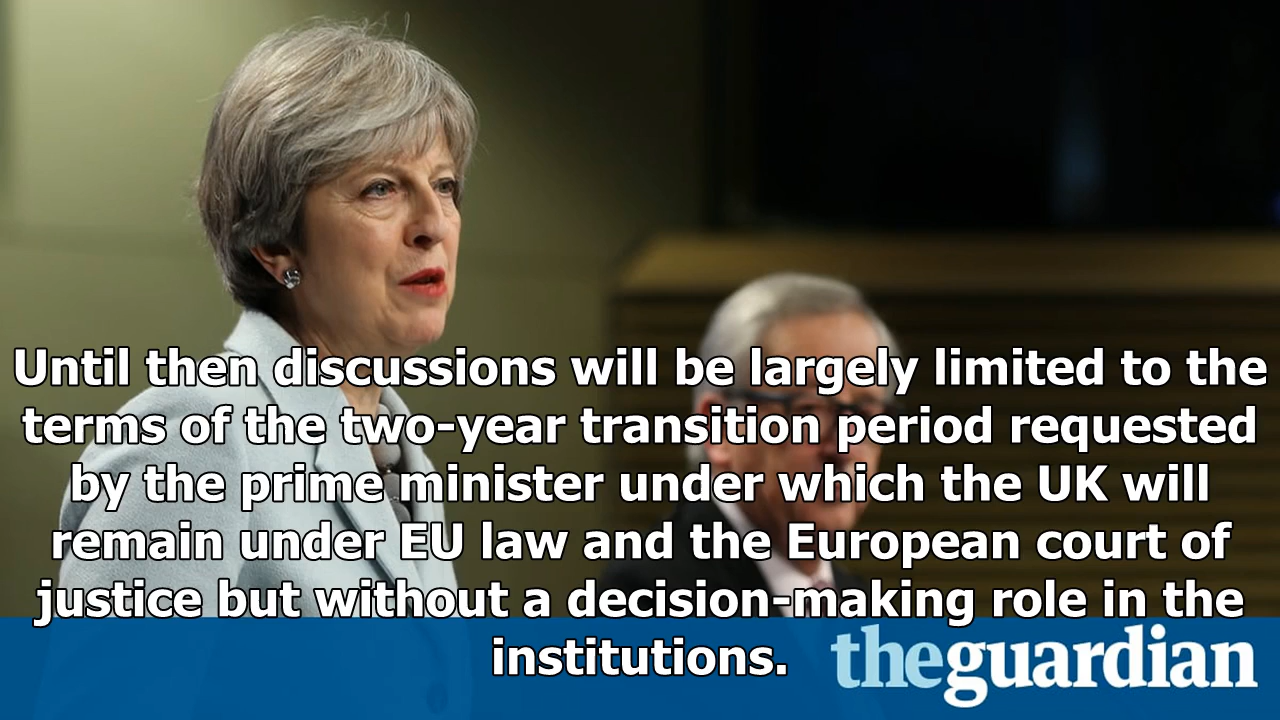 Until then discussions will be largely limited to the
terms of the two-year transition period requested
by the prime minister under which the UK will
remain under EU law and the European court of
justice but without a decision-making role in the
institutions.
theguardian